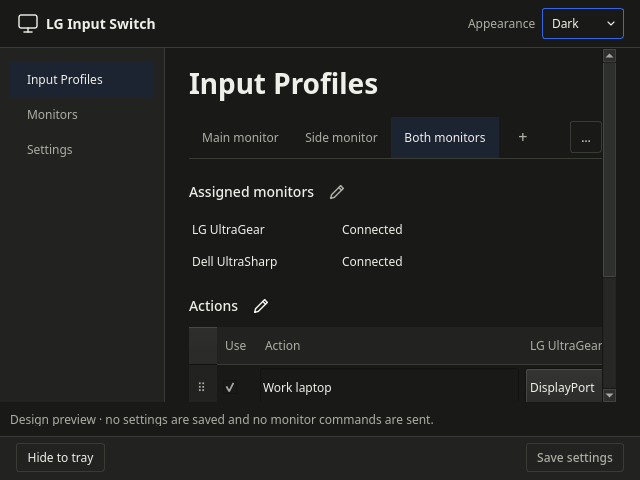 LG Input Switch
Appearance
Dark
Input Profiles
Monitors
Settings
Input Profiles
Main monitor
Side monitor
Both monitors
+
...
Assigned monitors
LG UltraGear
Connected
Dell UltraSharp
Connected
Actions
Use
Action
LG UltraGear
Work laptop
DisplayPort
Design preview · no settings are saved and no monitor commands are sent.
Hide to tray
Save settings